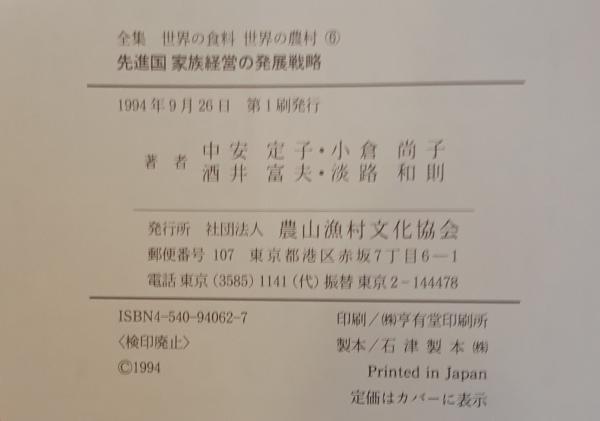 全集 世界の食料 世界の農村 ⑥
先進国 家族経営の発展戦略
1994年9月26日 第1刷発行
著者 中安 定子・小倉 尚子
酒井 富夫・淡路 和則
発行所 社団法人 農山漁村文化協会
郵便番号 107 東京都港区赤坂7丁目6―1
電話 東京 (3585) 1141 (代) 振替 東京2-144478
ISBN4-540-94062-7
〈検印廃止〉
©1994
印刷/㈱亨有堂印刷所
製本/石津製本㈱
Printed in Japan
定価はカバーに表示